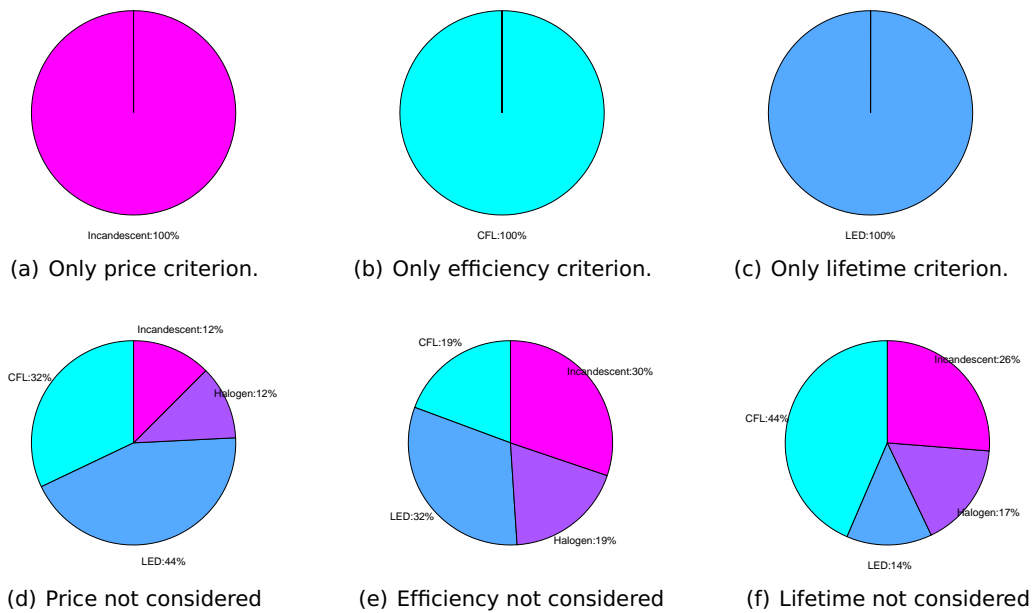 Incandescent:100%
CFL:100%
LED:100%
(a) Only price criterion.
(b) Only efficiency criterion.
(c) Only lifetime criterion.
Incandescent:12%
CFL:32%
Halogen:12%
LED:44%
CFL:19%
Incandescent:30%
LED:32%
Halogen:19%
Incandescent:26%
CFL:44%
Halogen:17%
LED:14%
(d) Price not considered
(e) Efficiency not considered
(f) Lifetime not considered